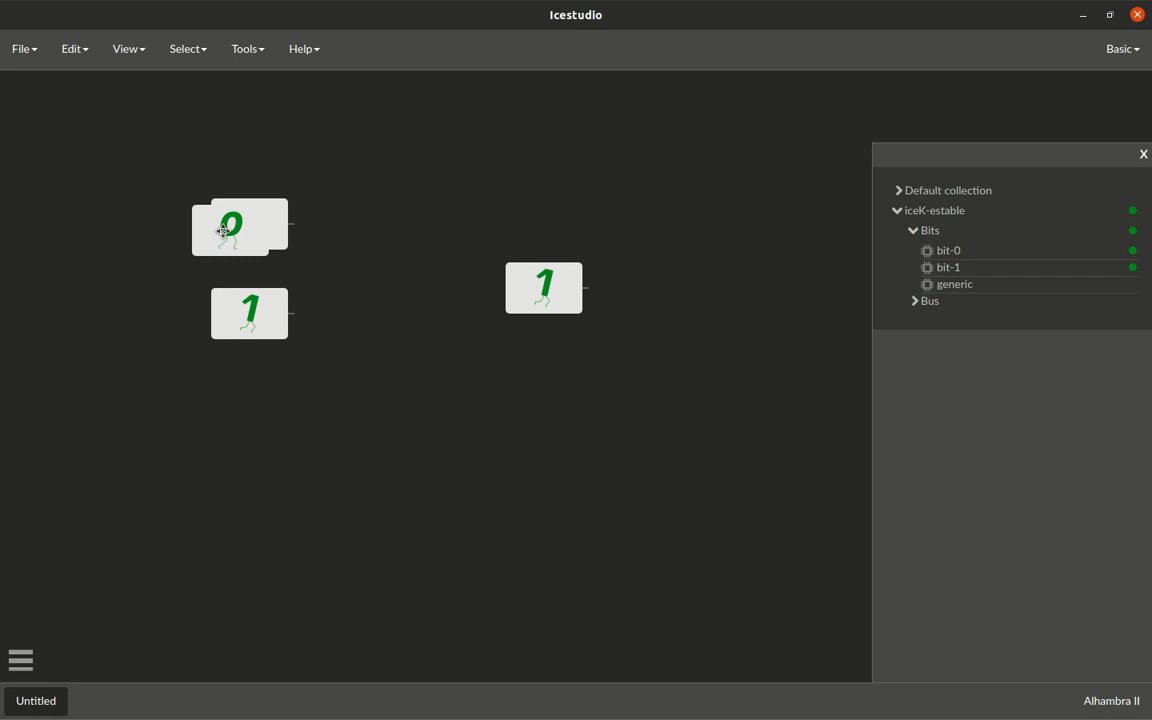 Icestudio
File Edit View Select Tools Help Basic
X
Default collection
iceK-estable
Bits
0
bit-0
bit-1
1
generic
1
Bus
Untitled Alhambra II